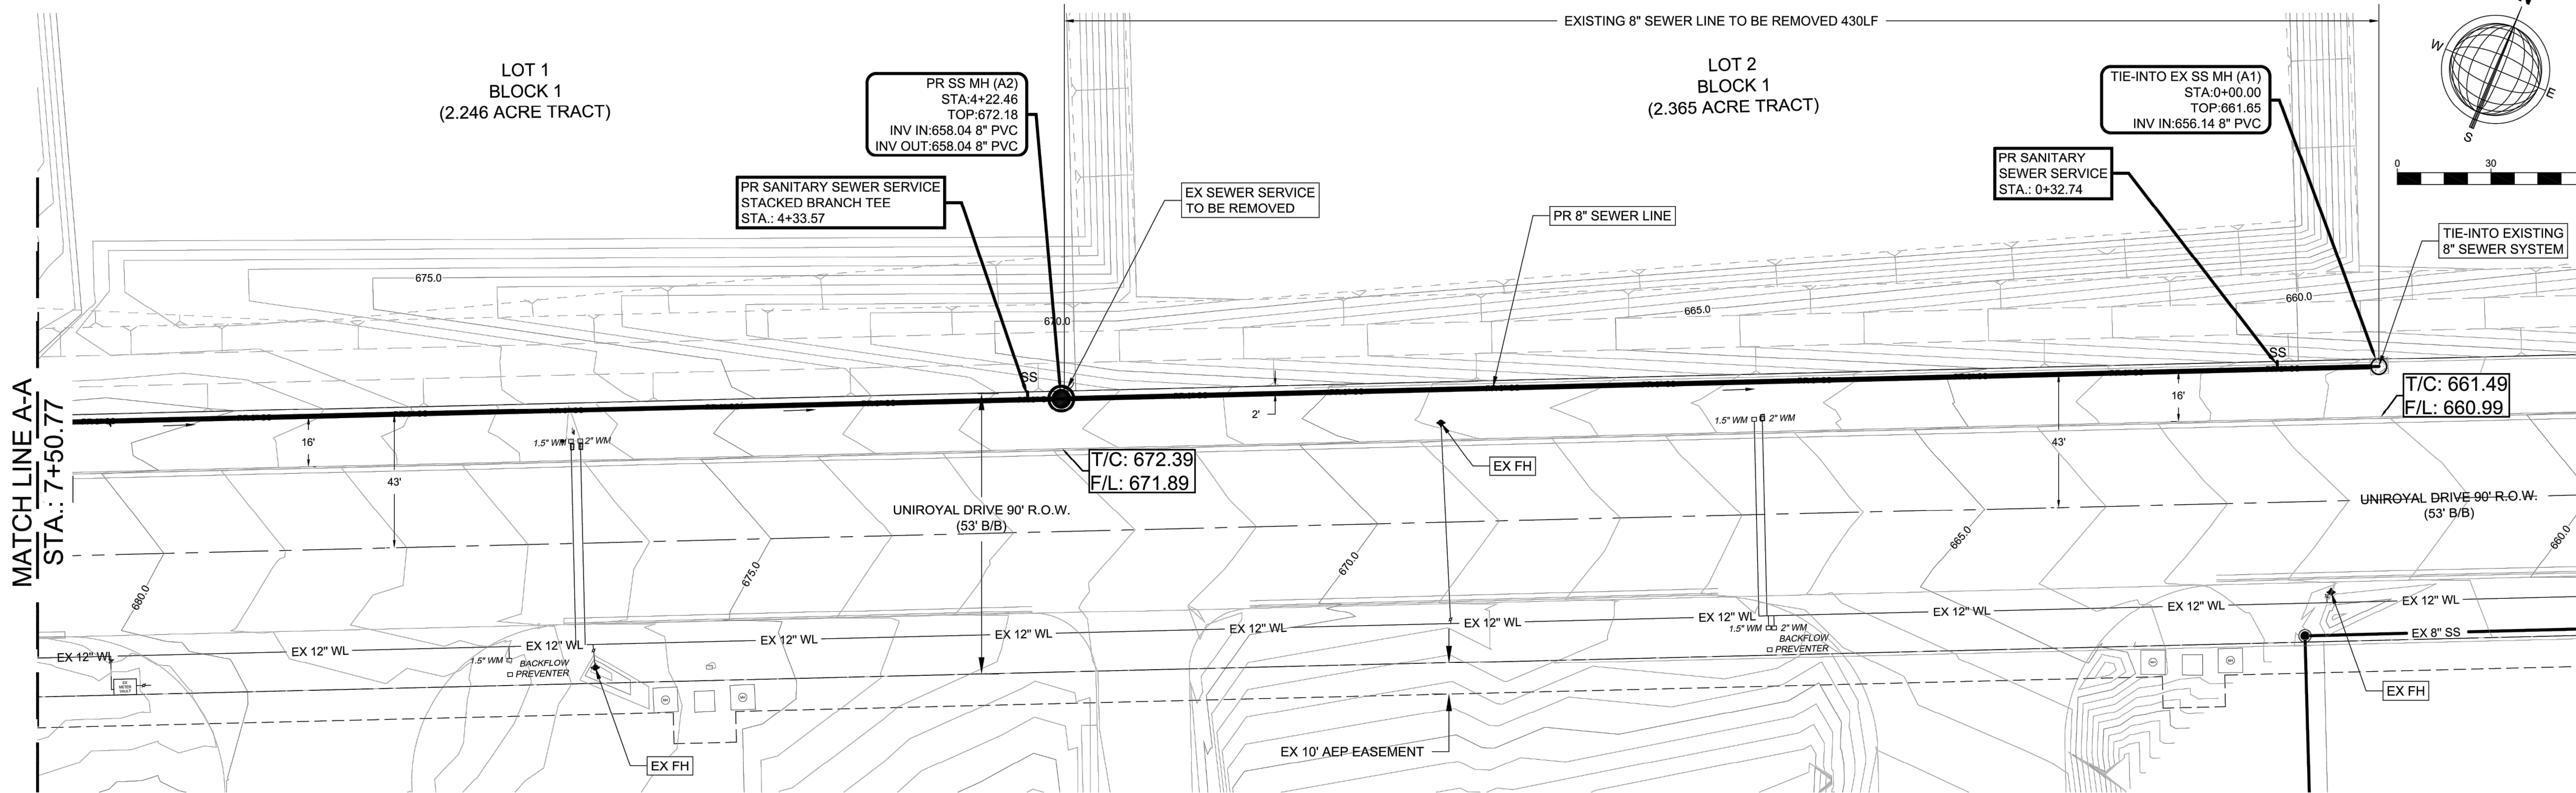 EXISTING 8" SEWER LINE TO BE REMOVED 430LF
LOT 1
BLOCK 1
(2.246 ACRE TRACT)
PR SS MH (A2)
STA:4+22.46
TOP:672.18
INV IN:658.04 8" PVC
INV OUT:658.04 8" PVC
LOT 2
BLOCK 1
(2.365 ACRE TRACT)
TIE-INTO EX SS MH (A1)
STA:0+00.00
TOP:661.65
INV IN:656.14 8" PVC
W
E
S
0
30
PR SANITARY SEWER SERVICE
STACKED BRANCH TEE
STA.: 4+33.57
EX SEWER SERVICE
TO BE REMOVED
PR 8" SEWER LINE
PR SANITARY
SEWER SERVICE
STA.: 0+32.74
TIE-INTO EXISTING
8" SEWER SYSTEM
675.0
670.0
665.0
660.0
SS
SS
MATCH LINE A-A
STA.: 7+50.77
16'
43'
1.5" WM
2" WM
2'
T/C: 672.39
F/L: 671.89
EX FH
1.5" WM
2" WM
43'
16'
T/C: 661.49
F/L: 660.99
UNIROYAL DRIVE 90' R.O.W.
(53' B/B)
UNIROYAL DRIVE 90' R.O.W.
(53' B/B)
680.0
675.0
670.0
665.0
660.0
EX 12" WL
EX 12" WL
EX 12" WL
EX 12" WL
EX 12" WL
EX 12" WL
EX 12" WL
EX 12" WL
EX 12" WL
EX 12" WL
EX 12" WL
EX 8" SS
1.5" WM
BACKFLOW
PREVENTER
1.5" WM
2" WM
BACKFLOW
PREVENTER
EX
METER
VAULT
MH
MH
MH
MH
EX FH
EX 10' AEP EASEMENT
EX FH